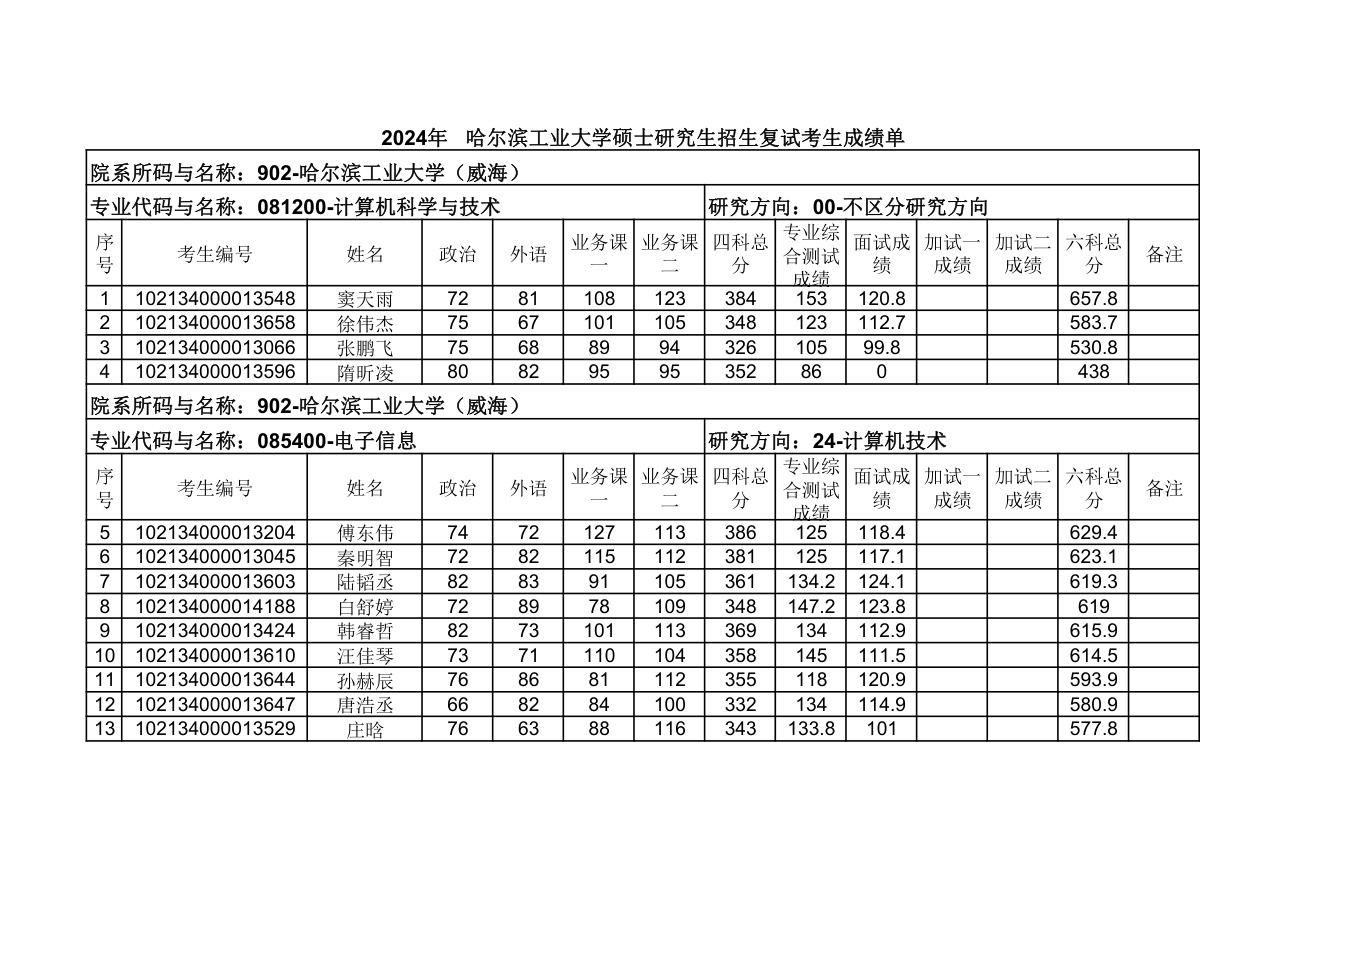 2024年 哈尔滨工业大学硕士研究生招生复试考生成绩单
院系所码与名称：902-哈尔滨工业大学（威海）
专业代码与名称：081200-计算机科学与技术 研究方向：00-不区分研究方向
序号 考生编号 姓名 政治 外语 业务课一 业务课二 四科总分 专业综合测试成绩 面试成绩 加试一成绩 加试二成绩 六科总分 备注
1 102134000013548 窦天雨 72 81 108 123 384 153 120.8 657.8
2 102134000013658 徐伟杰 75 67 101 105 348 123 112.7 583.7
3 102134000013066 张鹏飞 75 68 89 94 326 105 99.8 530.8
4 102134000013596 隋昕凌 80 82 95 95 352 86 0 438
院系所码与名称：902-哈尔滨工业大学（威海）
专业代码与名称：085400-电子信息 研究方向：24-计算机技术
序号 考生编号 姓名 政治 外语 业务课一 业务课二 四科总分 专业综合测试成绩 面试成绩 加试一成绩 加试二成绩 六科总分 备注
5 102134000013204 傅东伟 74 72 127 113 386 125 118.4 629.4
6 102134000013045 秦明智 72 82 115 112 381 125 117.1 623.1
7 102134000013603 陆韬丞 82 83 91 105 361 134.2 124.1 619.3
8 102134000014188 白舒婷 72 89 78 109 348 147.2 123.8 619
9 102134000013424 韩睿哲 82 73 101 113 369 134 112.9 615.9
10 102134000013610 汪佳琴 73 71 110 104 358 145 111.5 614.5
11 102134000013644 孙赫辰 76 86 81 112 355 118 120.9 593.9
12 102134000013647 唐浩丞 66 82 84 100 332 134 114.9 580.9
13 102134000013529 庄晗 76 63 88 116 343 133.8 101 577.8